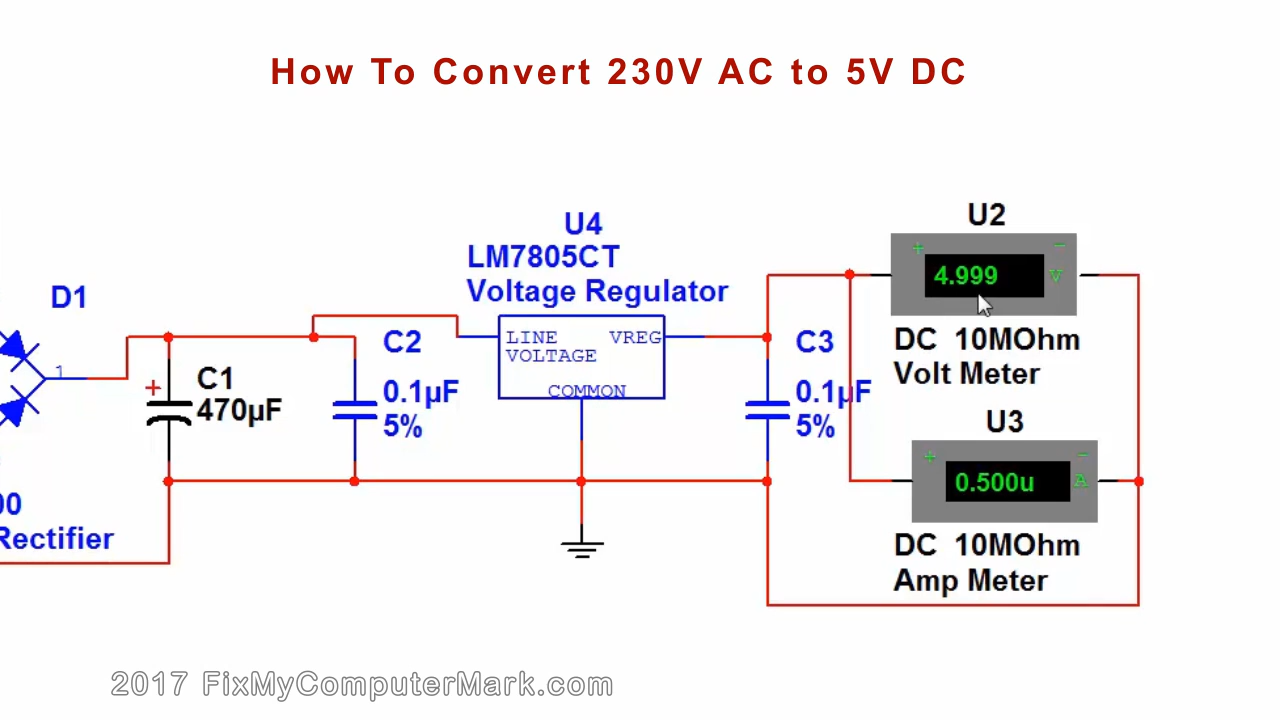 How To Convert 230V AC to 5V DC
U2
U4
LM7805CT
Voltage Regulator
+ −
4.999 V
D1
C2
LINE VREG
VOLTAGE
COMMON
C3
DC 10MOhm
Volt Meter
1
+
C1
470µF
0.1µF
5%
0.1µF
5%
U3
+ −
0.500u A
00
Rectifier
DC 10MOhm
Amp Meter
2017 FixMyComputerMark.com